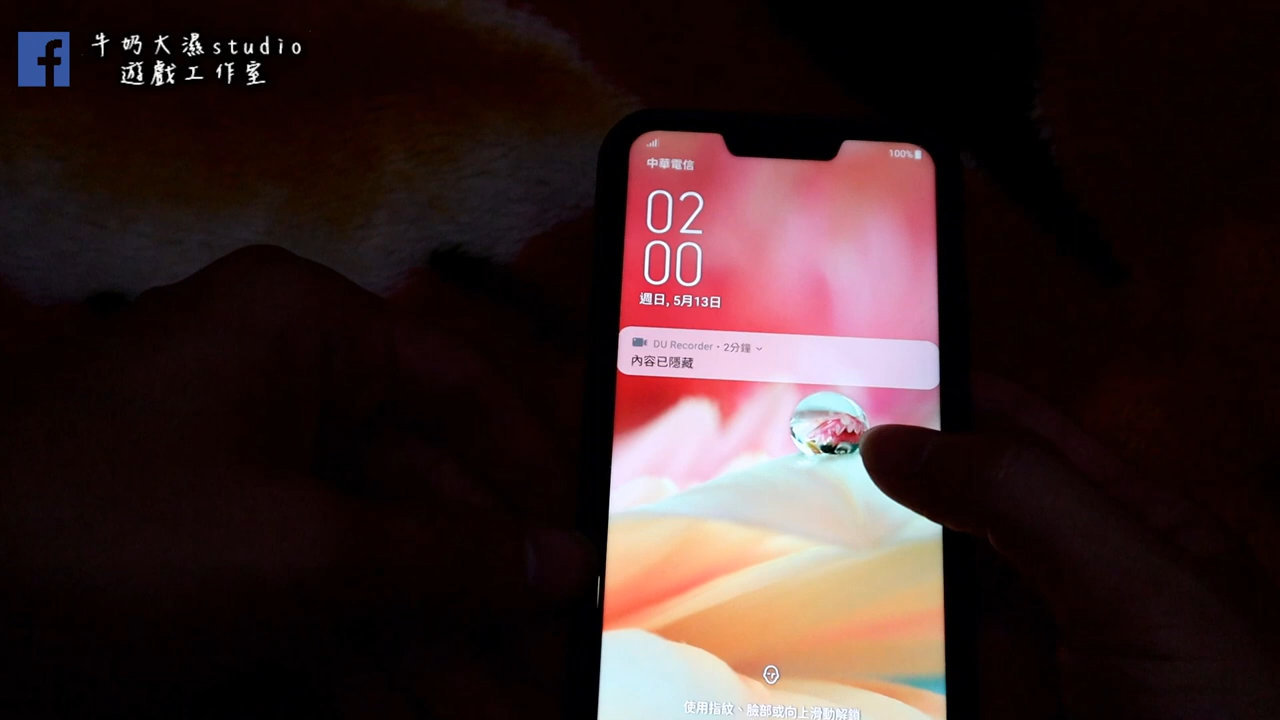 牛奶大濕studio
遊戲工作室
中華電信
100%
02
00
週日, 5月13日
DU Recorder • 2分鐘
內容已隱藏
使用指紋、臉部或向上滑動解鎖